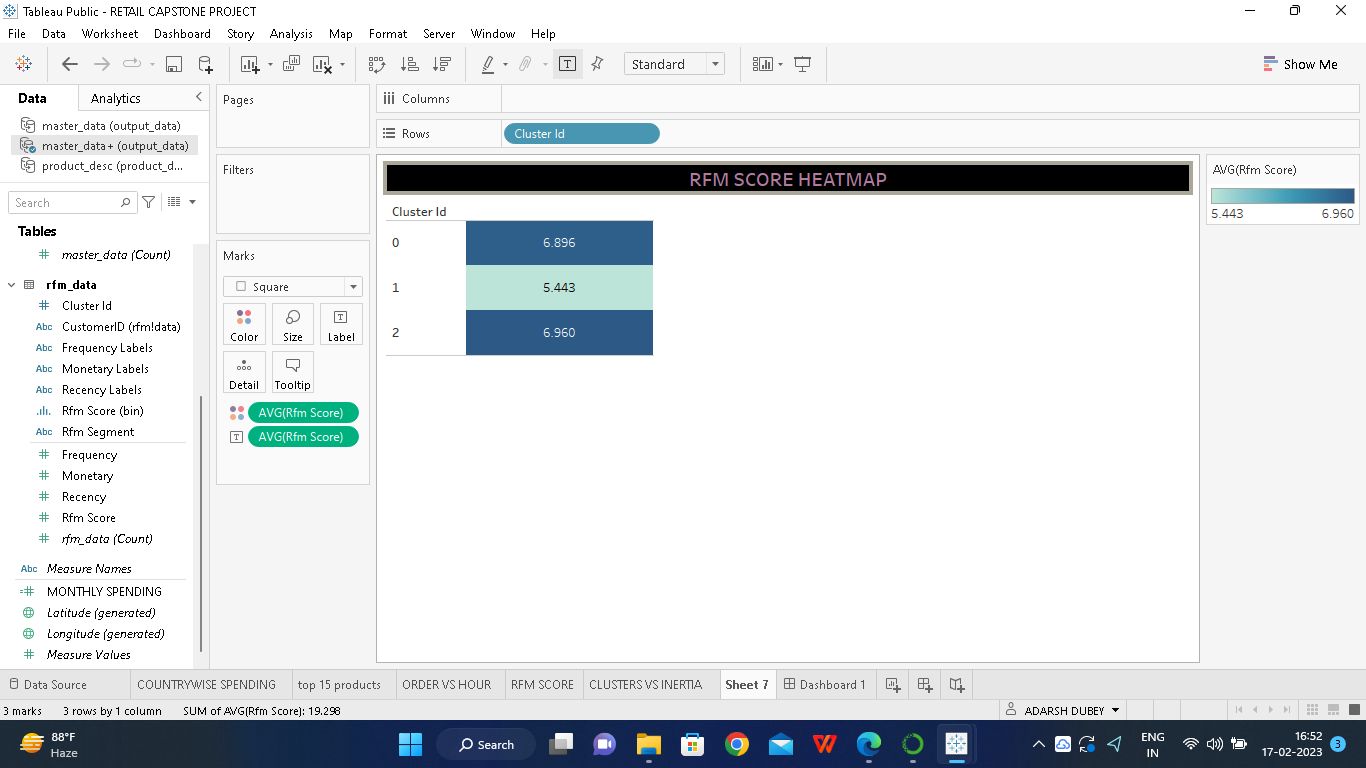 Tableau Public - RETAIL CAPSTONE PROJECT
File Data Worksheet Dashboard Story Analysis Map Format Server Window Help
Standard
Show Me
Data Analytics
master_data (output_data)
master_data+ (output_data)
product_desc (product_d...
Search
Tables
master_data (Count)
rfm_data
Cluster Id
Abc CustomerID (rfm!data)
Abc Frequency Labels
Abc Monetary Labels
Abc Recency Labels
Rfm Score (bin)
Abc Rfm Segment
Frequency
Monetary
Recency
Rfm Score
rfm_data (Count)
Abc Measure Names
MONTHLY SPENDING
Latitude (generated)
Longitude (generated)
Measure Values
Pages
Filters
Marks
Square
Color Size Label
Detail Tooltip
AVG(Rfm Score)
AVG(Rfm Score)
Columns
Rows Cluster Id
RFM SCORE HEATMAP
Cluster Id
0 6.896
1 5.443
2 6.960
AVG(Rfm Score)
5.443 6.960
Data Source COUNTRYWISE SPENDING top 15 products ORDER VS HOUR RFM SCORE CLUSTERS VS INERTIA Sheet 7 Dashboard 1
3 marks 3 rows by 1 column SUM of AVG(Rfm Score): 19.298 ADARSH DUBEY
88°F
Haze
Search
ENG
IN
16:52
17-02-2023
3